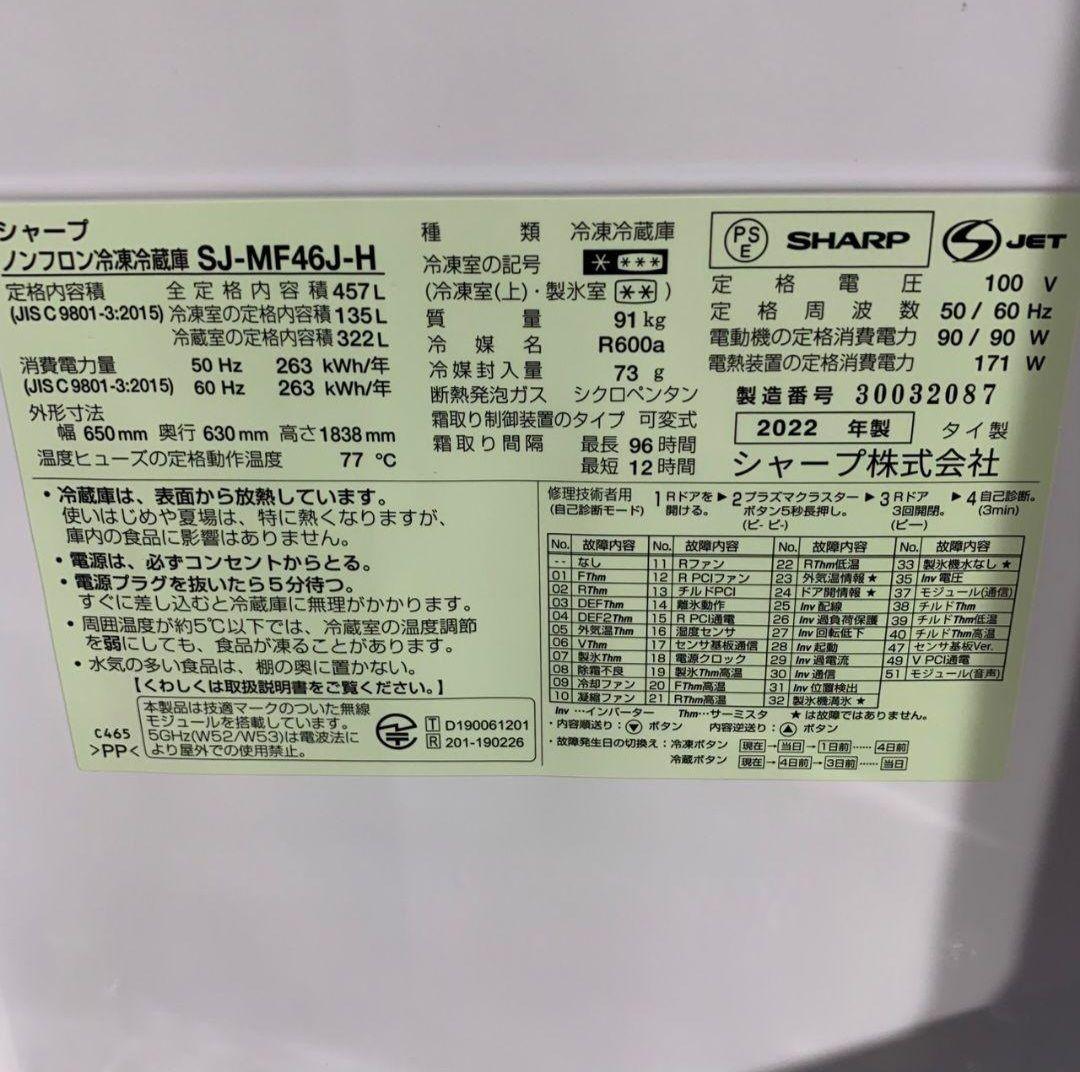 シャープ
ノンフロン冷凍冷蔵庫 SJ-MF46J-H
定格内容積 全定格内容積 457L
(JIS C 9801-3:2015) 冷凍室の定格内容積 135L
冷蔵室の定格内容積 322L
消費電力量 50 Hz 263 kWh/年
(JIS C 9801-3:2015) 60 Hz 263 kWh/年
外形寸法
幅 650mm 奥行 630mm 高さ1838mm
温度ヒューズの定格動作温度 77 ℃
種類 冷凍冷蔵庫
冷凍室の記号 ****
(冷凍室(上)・製氷室 ** )
質量 91 kg
冷媒名 R600a
冷媒封入量 73 g
断熱発泡ガス シクロペンタン
霜取り制御装置のタイプ 可変式
霜取り間隔 最長 96時間
最短 12時間
PS E SHARP JET
定格電圧 100 V
定格周波数 50/60 Hz
電動機の定格消費電力 90/90 W
電熱装置の定格消費電力 171 W
製造番号 30032087
2022 年製 タイ製
シャープ株式会社
・冷蔵庫は、表面から放熱しています。
使いはじめや夏場は、特に熱くなりますが、
庫内の食品に影響はありません。
・電源は、必ずコンセントからとる。
・電源プラグを抜いたら5分待つ。
すぐに差し込むと冷蔵庫に無理がかかります。
・周囲温度が約5℃以下では、冷蔵室の温度調節
を弱にしても、食品が凍ることがあります。
・水気の多い食品は、棚の奥に置かない。
【くわしくは取扱説明書をご覧ください。】
C465
>PP<
本製品は技適マークのついた無線
モジュールを搭載しています。
5GHz(W52/W53)は電波法に
より屋外での使用禁止。
T D190061201
R 201-190226
修理技術者用 1 Rドアを ▶ 2 プラズマクラスター ▶ 3 Rドア ▶ 4 自己診断。
(自己診断モード) 開ける。 ボタン5秒長押し。 3回開閉。 (3min)
(ピ- ピ-) (ピー)
No. 故障内容 No. 故障内容 No. 故障内容 No. 故障内容
-- なし 11 Rファン 22 RThm低温 33 製氷機水なし ★
01 FThm 12 R PCIファン 23 外気温情報 ★ 35 Inv 電圧
02 RThm 13 チルドPCI 24 ドア開情報 ★ 37 モジュール(通信)
03 DEFThm 14 離氷動作 25 Inv 配線 38 チルドThm
04 DEF2Thm 15 R PCI通電 26 Inv 過負荷保護 39 チルドThm低温
05 外気温Thm 16 湿度センサ 27 Inv 回転低下 40 チルドThm高温
06 VThm 17 センサ基板通信 28 Inv 起動 47 センサ基板Ver.
07 製氷Thm 18 電源クロック 29 Inv 過電流 49 V PCI通電
08 除霜不良 19 製氷Thm高温 30 Inv 通信 51 モジュール(音声)
09 冷却ファン 20 FThm高温 31 Inv 位置検出
10 凝縮ファン 21 RThm高温 32 製氷機満氷 ★
Inv …インバーター Thm…サーミスタ ★は故障ではありません。
・内容順送り：▼ ボタン 内容逆送り：▲ ボタン
・故障発生日の切換え：冷凍ボタン 現在→当日→1日前……4日前
冷蔵ボタン 現在→4日前→3日前……当日